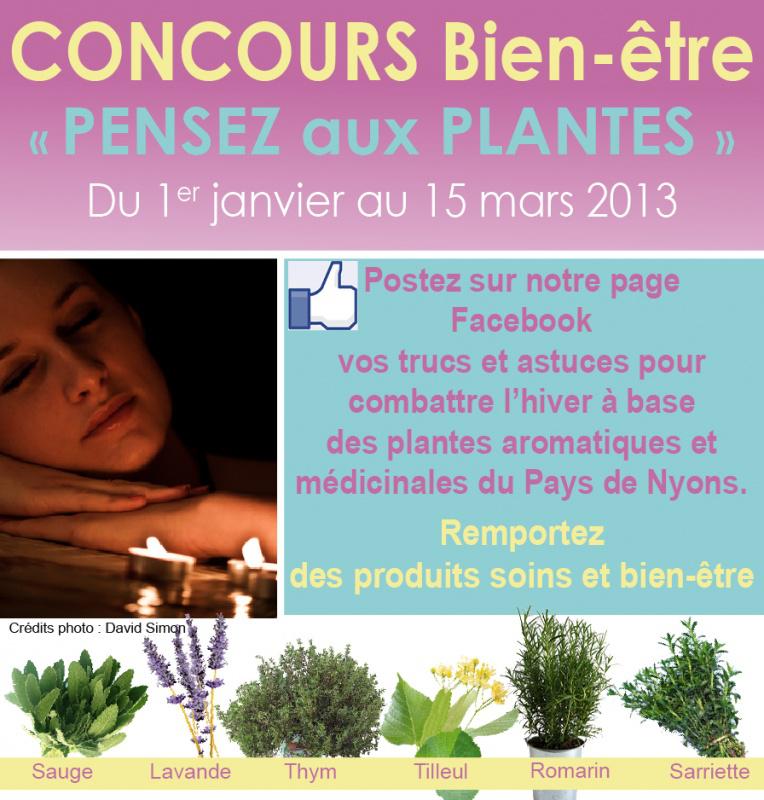 CONCOURS Bien-être
« PENSEZ aux PLANTES »
Du 1er janvier au 15 mars 2013
Postez sur notre page
Facebook
vos trucs et astuces pour
combattre l'hiver à base
des plantes aromatiques et
médicinales du Pays de Nyons.
Remportez
des produits soins et bien-être
Crédits photo : David Simon
Sauge Lavande Thym Tilleul Romarin Sarriette